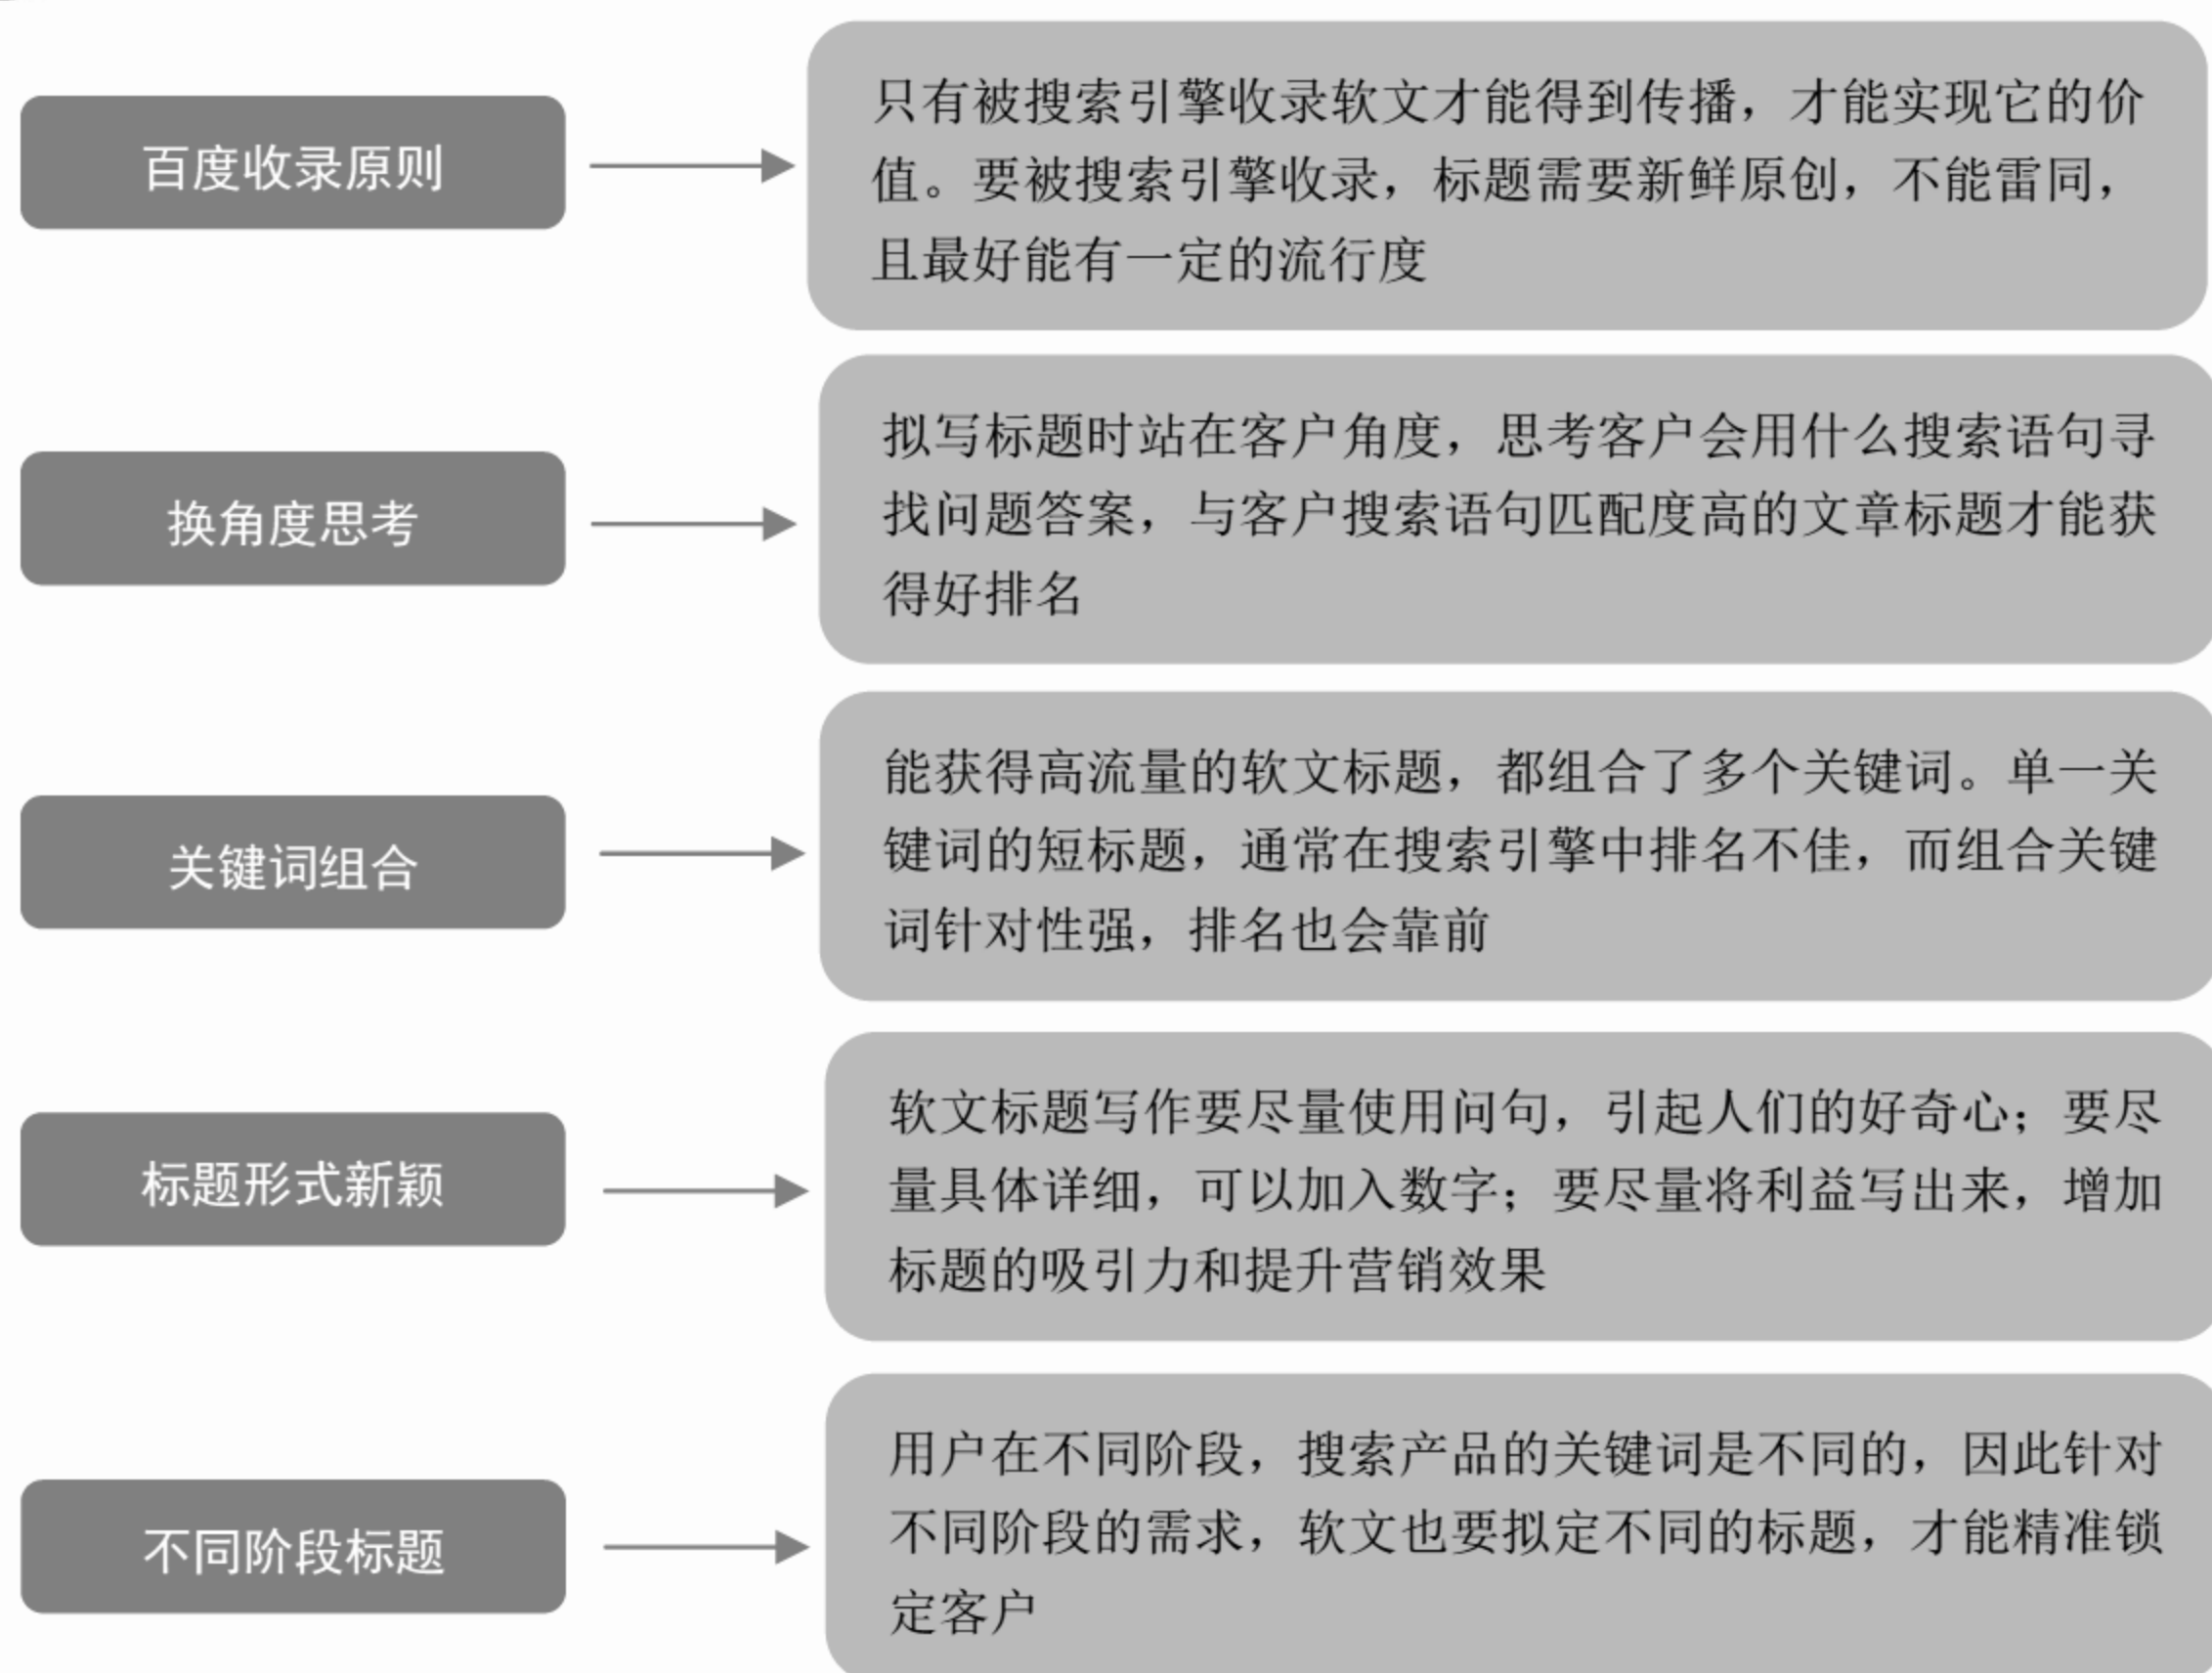 百度收录原则
只有被搜索引擎收录软文才能得到传播，才能实现它的价
值。要被搜索引擎收录，标题需要新鲜原创，不能雷同，
且最好能有一定的流行度
换角度思考
拟写标题时站在客户角度，思考客户会用什么搜索语句寻
找问题答案，与客户搜索语句匹配度高的文章标题才能获
得好排名
关键词组合
能获得高流量的软文标题，都组合了多个关键词。单一关
键词的短标题，通常在搜索引擎中排名不佳，而组合关键
词针对性强，排名也会靠前
标题形式新颖
软文标题写作要尽量使用问句，引起人们的好奇心；要尽
量具体详细，可以加入数字；要尽量将利益写出来，增加
标题的吸引力和提升营销效果
不同阶段标题
用户在不同阶段，搜索产品的关键词是不同的，因此针对
不同阶段的需求，软文也要拟定不同的标题，才能精准锁
定客户